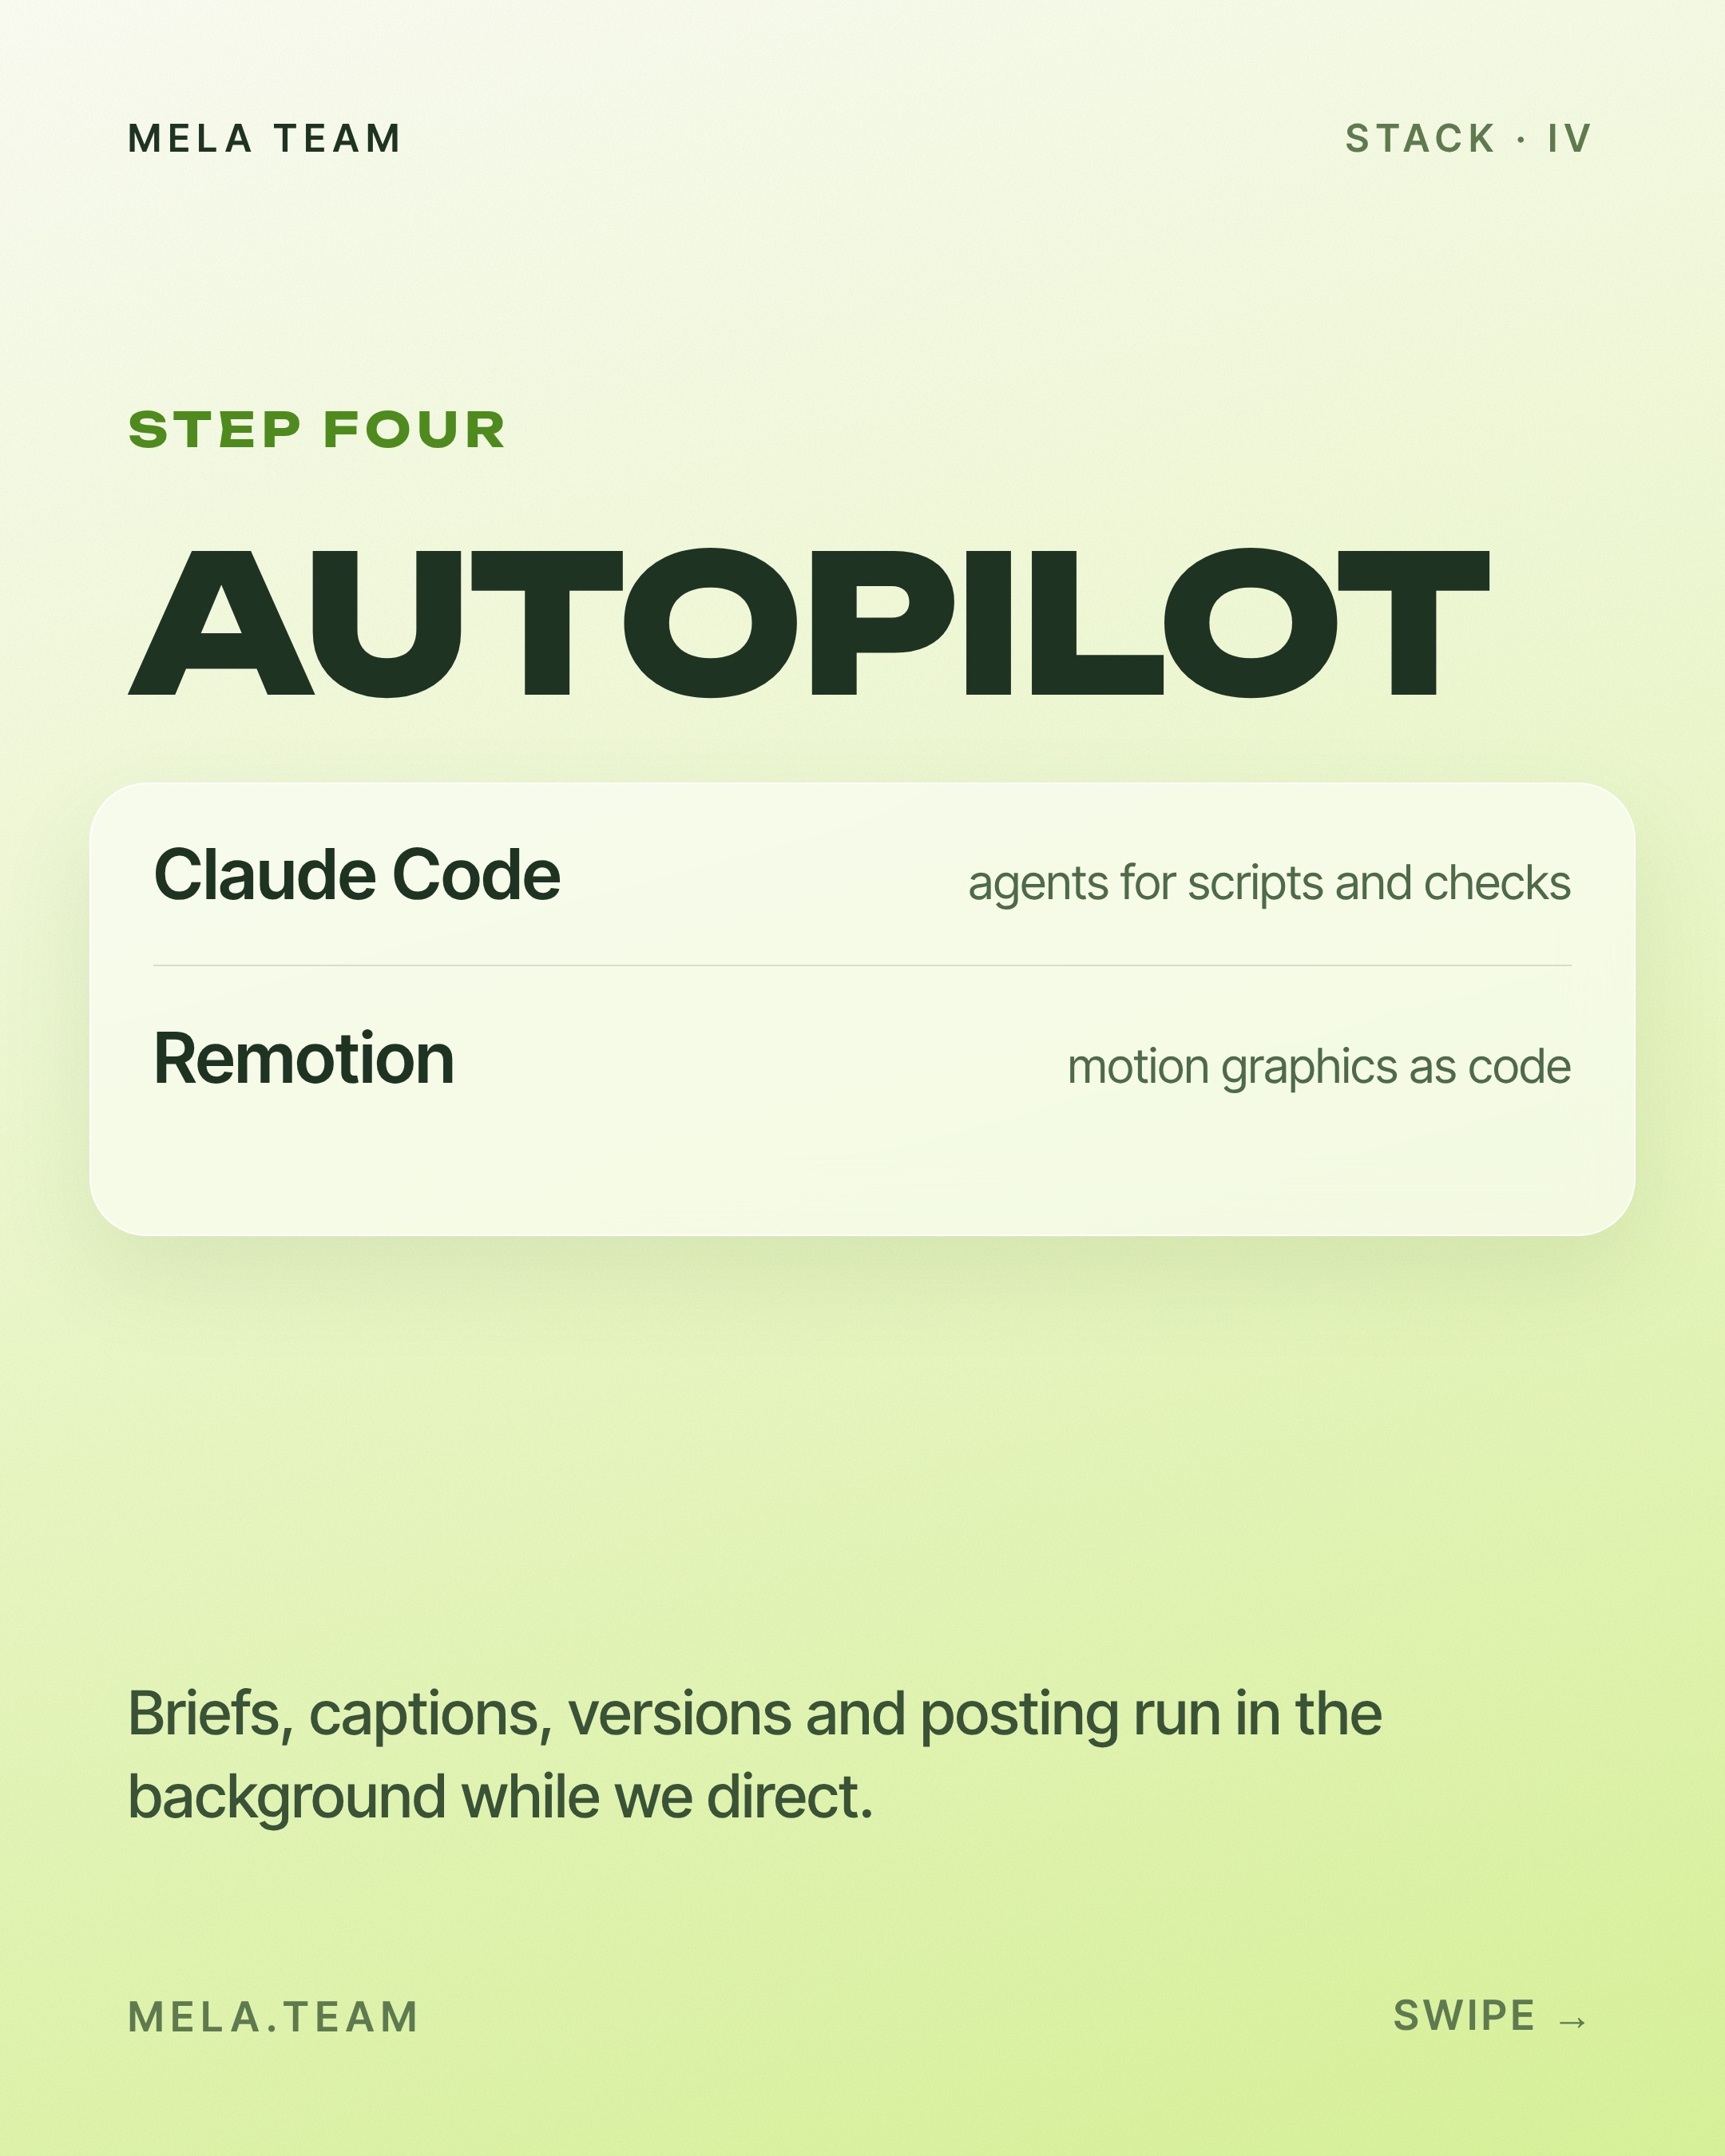 MELA TEAM
STACK · IV
STEP FOUR
AUTOPILOT
Claude Code
agents for scripts and checks
Remotion
motion graphics as code
Briefs, captions, versions and posting run in the
background while we direct.
MELA.TEAM
SWIPE →